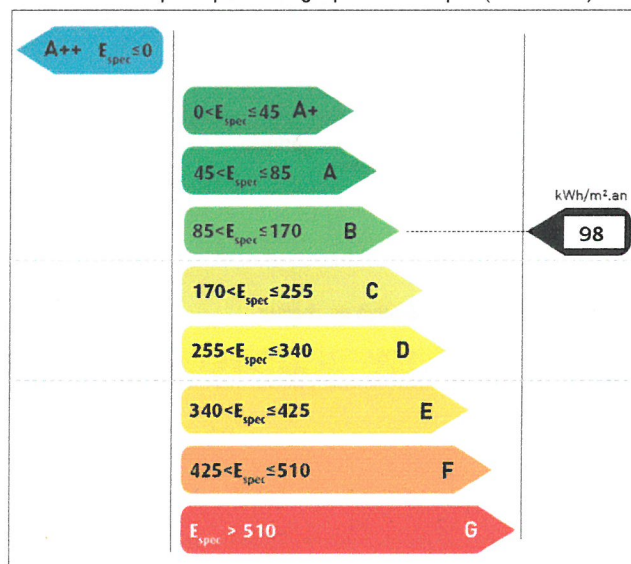 A++ Espec≤0
0<Espec≤45 A+
45<Espec≤85 A
kWh/m².an
85<Espec≤170 B
98
170<Espec≤255 C
255<Espec≤340 D
340<Espec≤425 E
425<Espec≤510 F
Espec > 510 G